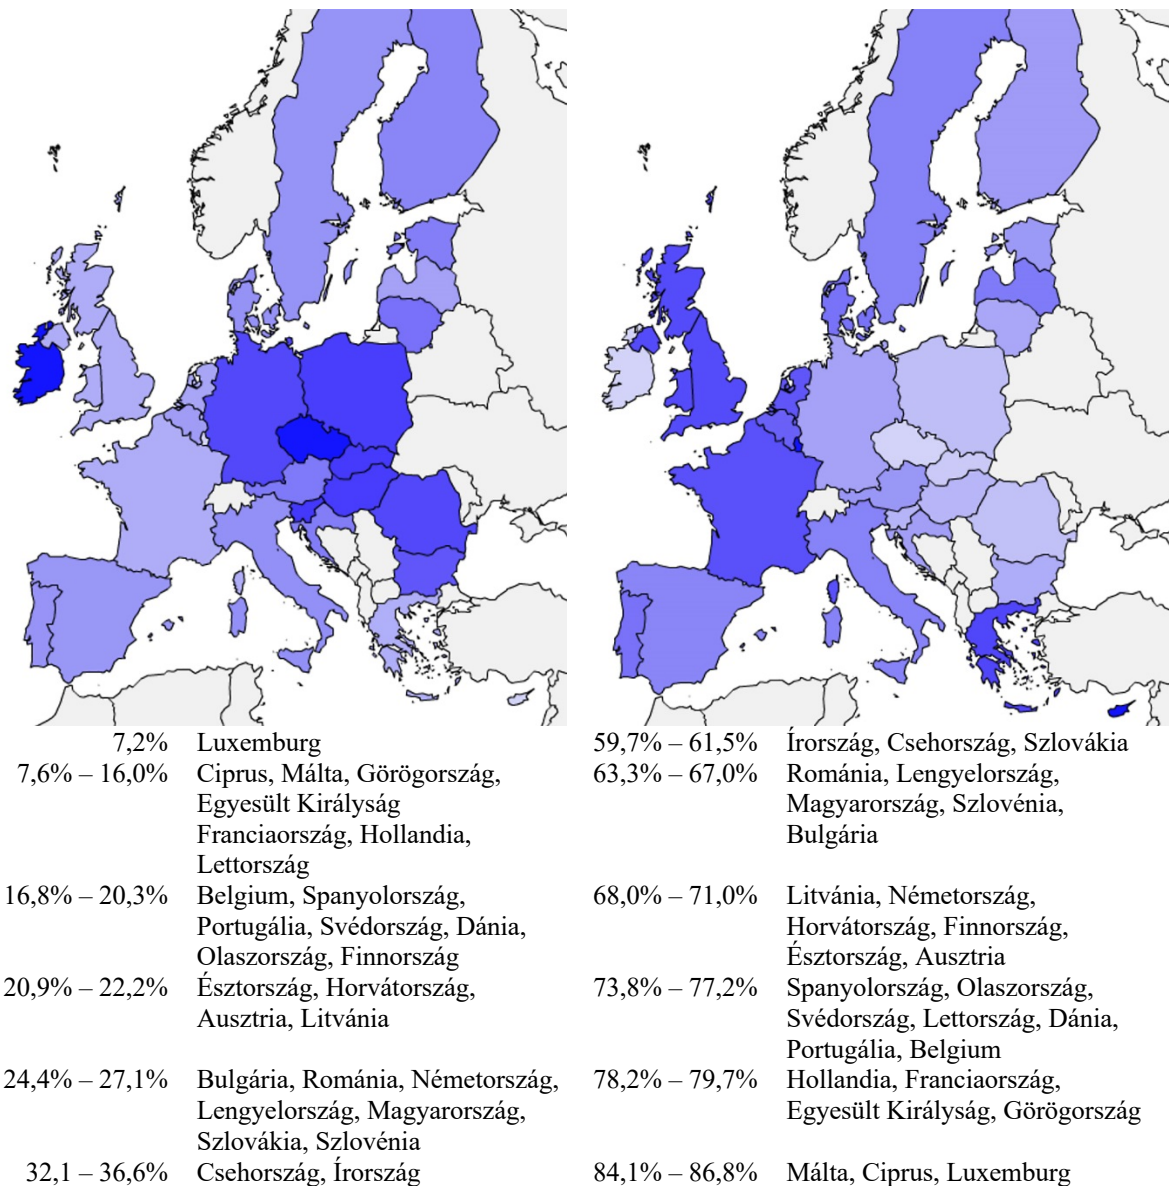 7,2% Luxemburg
7,6% – 16,0% Ciprus, Málta, Görögország,
Egyesült Királyság
Franciaország, Hollandia,
Lettország
16,8% – 20,3% Belgium, Spanyolország,
Portugália, Svédország, Dánia,
Olaszország, Finnország
20,9% – 22,2% Észtország, Horvátország,
Ausztria, Litvánia
24,4% – 27,1% Bulgária, Románia, Németország,
Lengyelország, Magyarország,
Szlovákia, Szlovénia
32,1 – 36,6% Csehország, Írország
59,7% – 61,5% Írország, Csehország, Szlovákia
63,3% – 67,0% Románia, Lengyelország,
Magyarország, Szlovénia,
Bulgária
68,0% – 71,0% Litvánia, Németország,
Horvátország, Finnország,
Észtország, Ausztria
73,8% – 77,2% Spanyolország, Olaszország,
Svédország, Lettország, Dánia,
Portugália, Belgium
78,2% – 79,7% Hollandia, Franciaország,
Egyesült Királyság, Görögország
84,1% – 86,8% Málta, Ciprus, Luxemburg